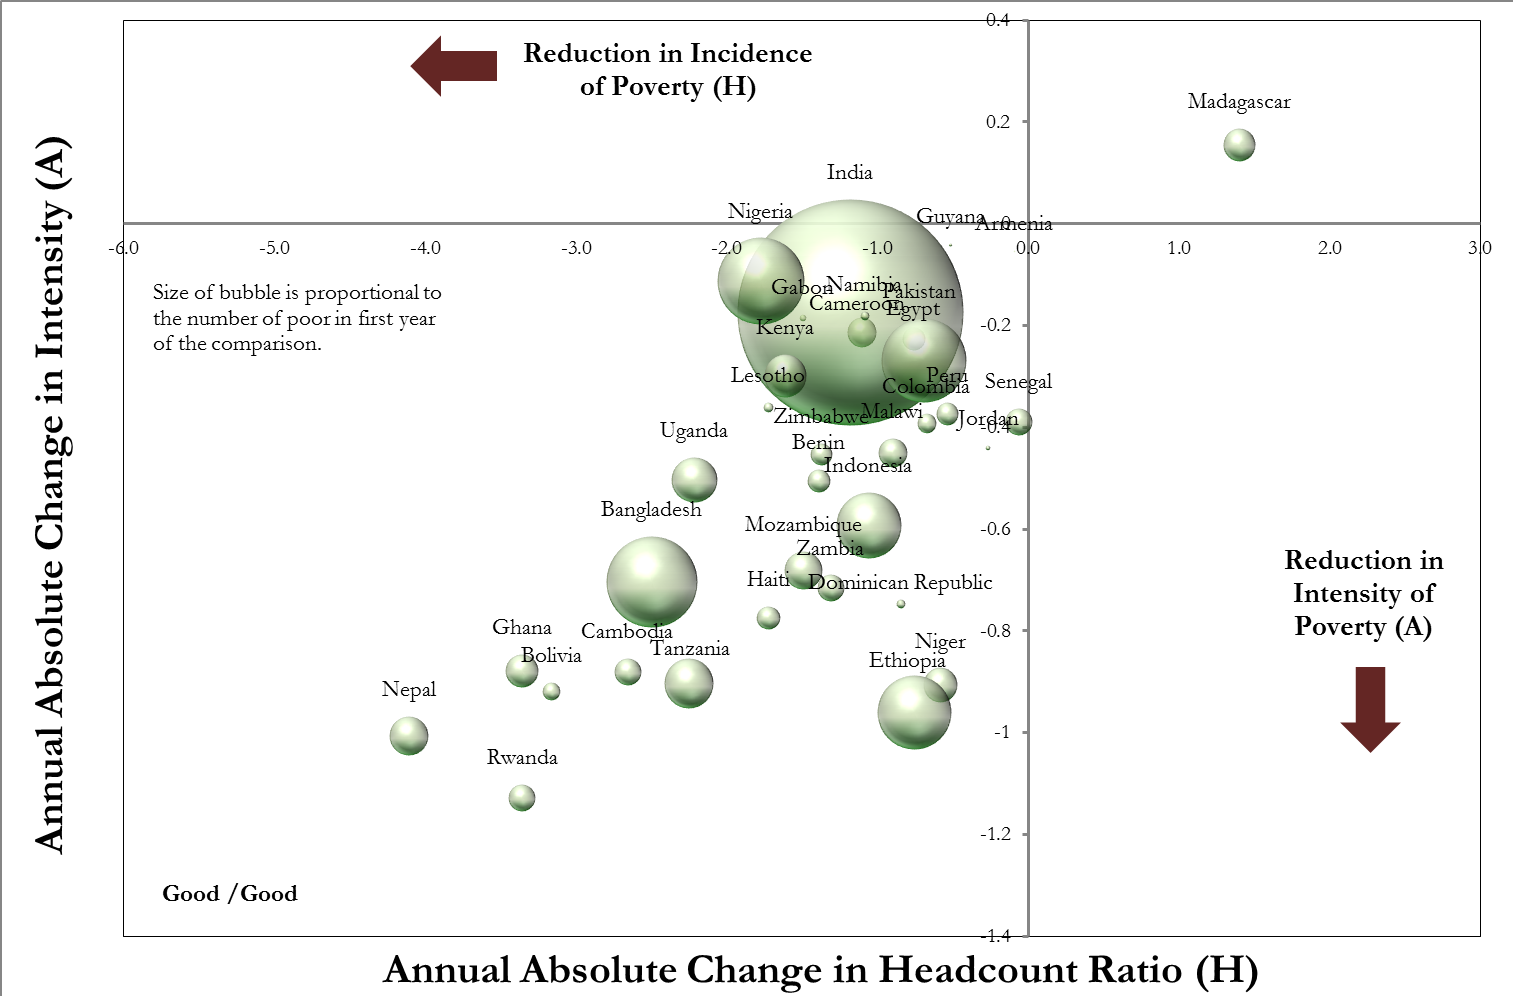 0.4
Reduction in Incidence
of Poverty (H)
Madagascar
0.2
India
Nigeria
Guyana
Armenia
0
-6.0
-5.0
-4.0
-3.0
-2.0
-1.0
0.0
1.0
2.0
3.0
Size of bubble is proportional to
the number of poor in first year
of the comparison.
Gabon
Namibia
Pakistan
Cameroon
Egypt
-0.2
Kenya
Lesotho
Peru
Colombia
Senegal
Zimbabwe
Malawi
Jordan
-0.4
Uganda
Benin
Indonesia
Bangladesh
Mozambique
-0.6
Zambia
Haiti
Dominican Republic
Reduction in
Intensity of
Poverty (A)
Ghana
Cambodia
-0.8
Bolivia
Tanzania
Niger
Ethiopia
Nepal
-1
Rwanda
-1.2
Good /Good
-1.4
Annual Absolute Change in Intensity (A)
Annual Absolute Change in Headcount Ratio (H)